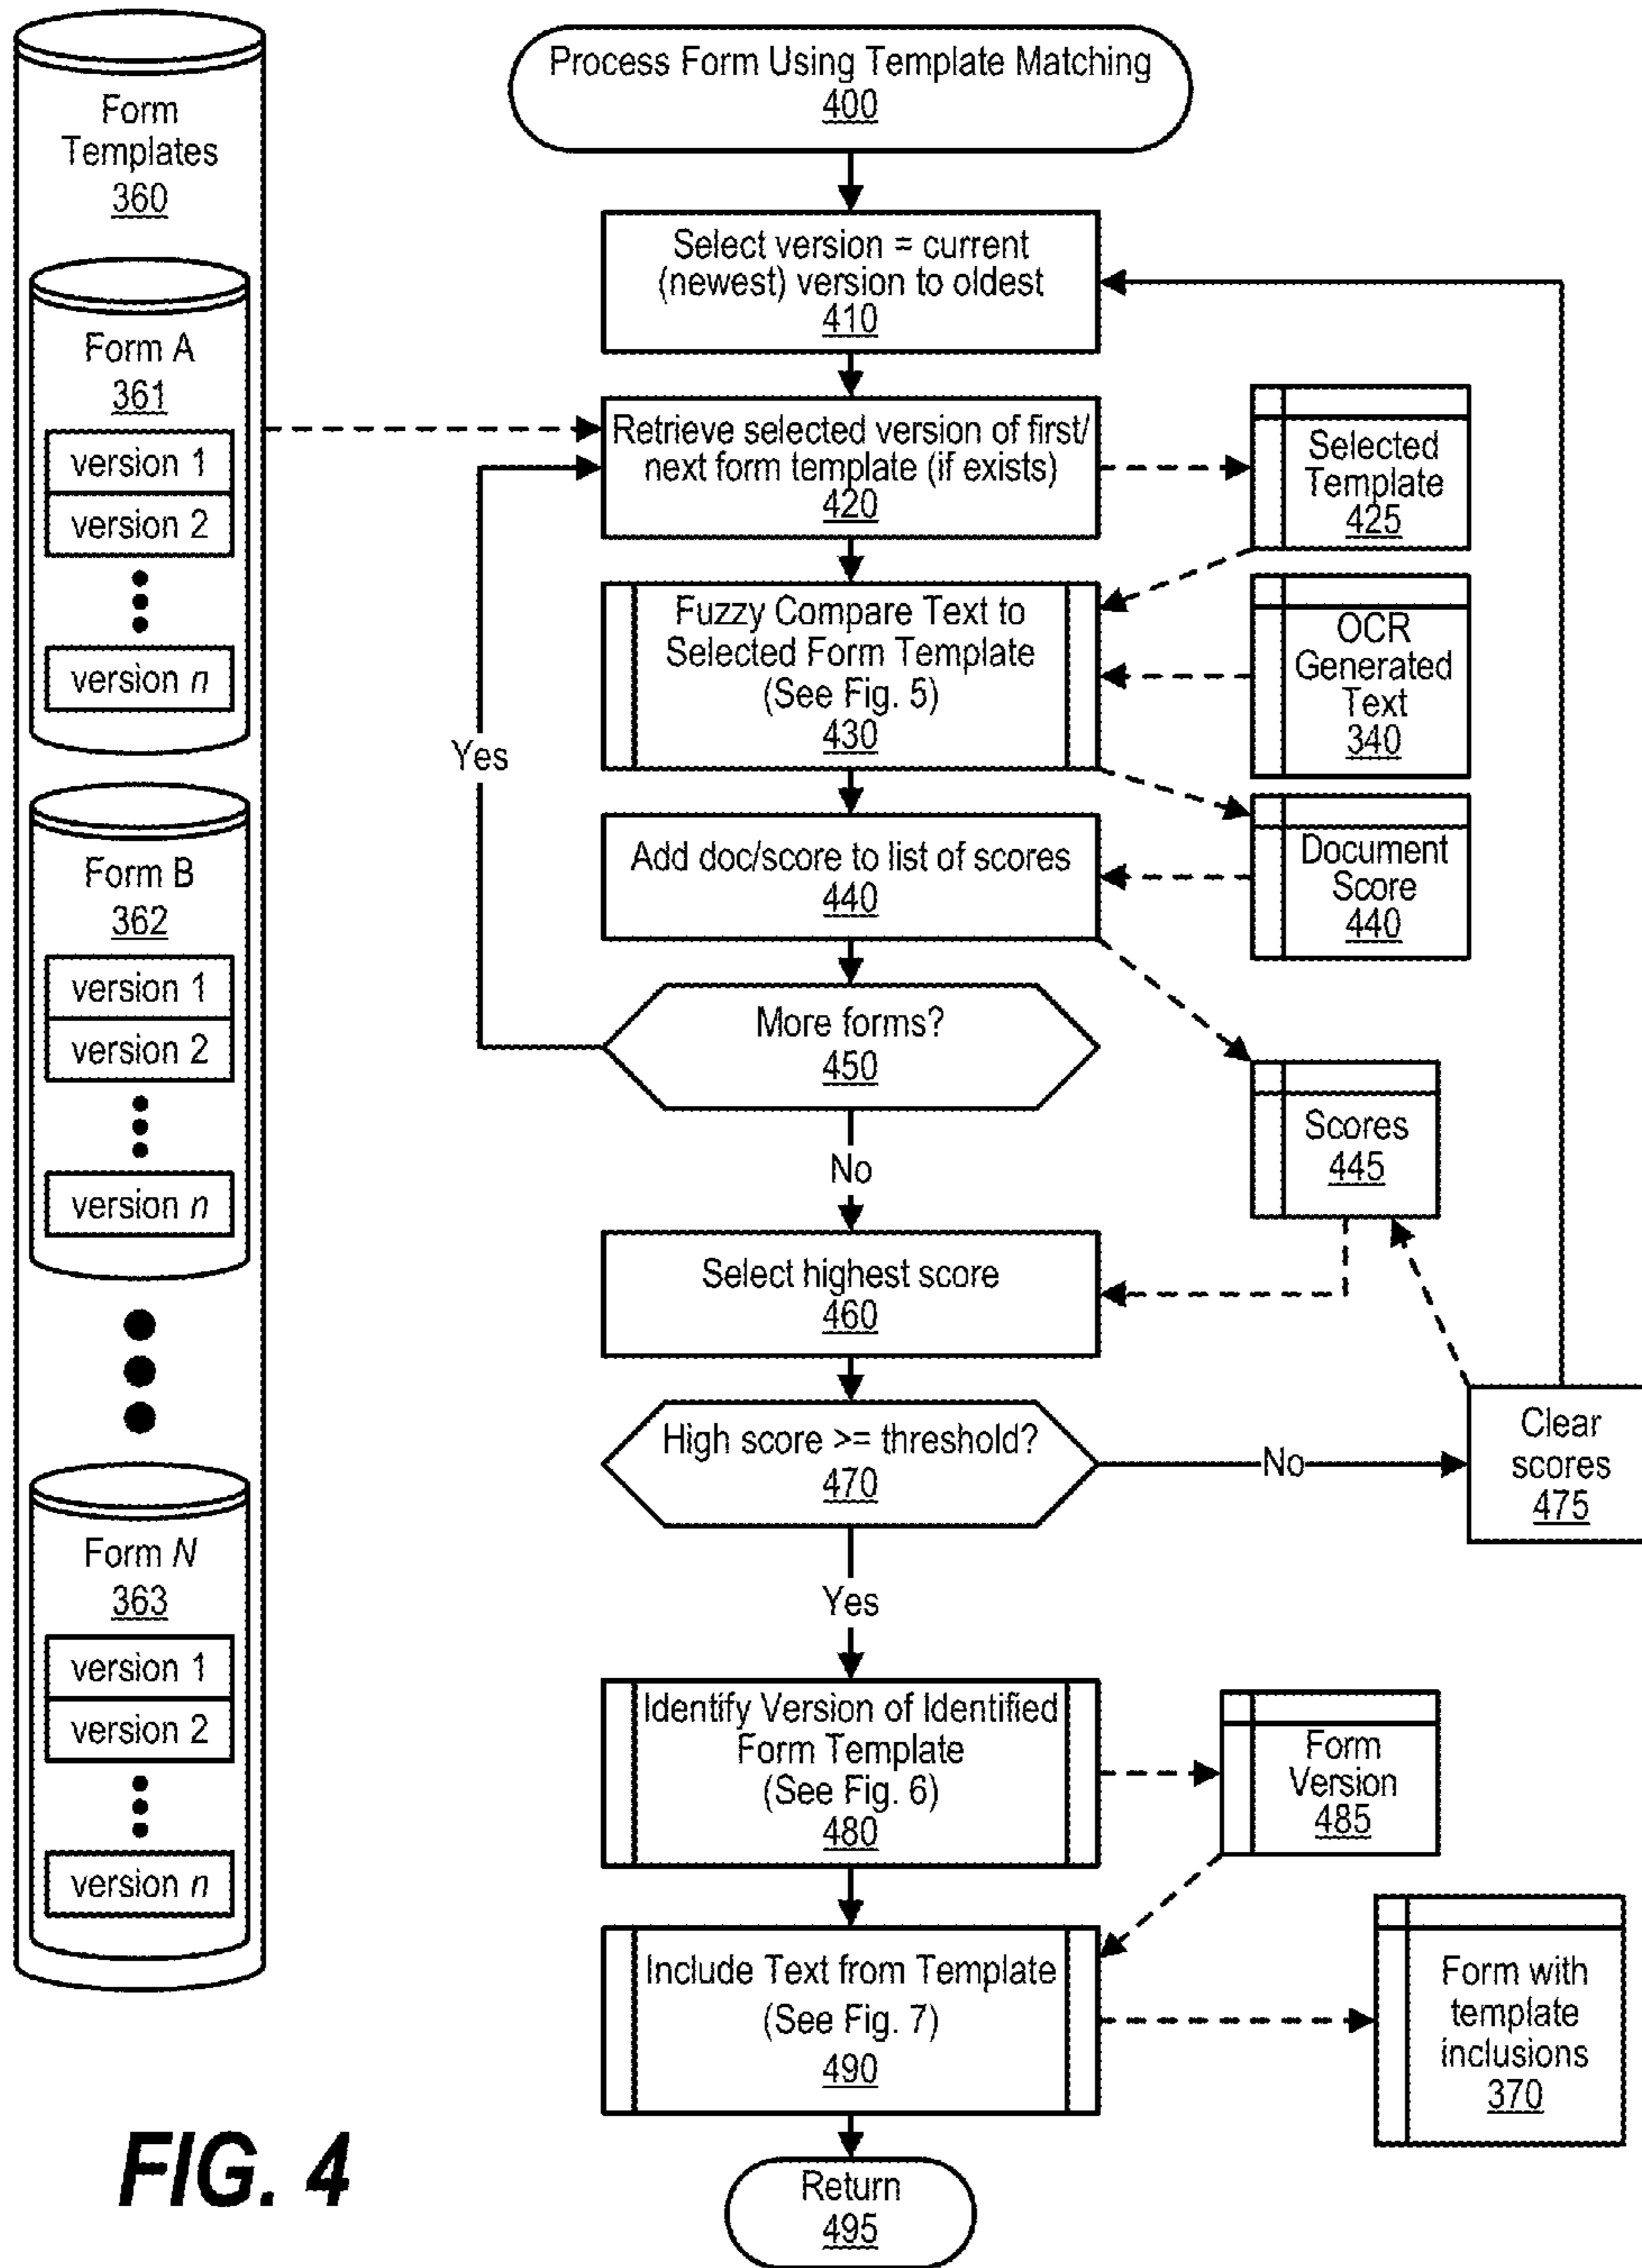 Form
Templates
360
Form A
361
version 1
version 2
version n
Form B
362
version 1
version 2
version n
Form N
363
version 1
version 2
version n
Process Form Using Template Matching
400
Select version = current
(newest) version to oldest
410
Retrieve selected version of first/
next form template (if exists)
420
Selected
Template
425
Fuzzy Compare Text to
Selected Form Template
(See Fig. 5)
430
OCR
Generated
Text
340
Yes
Add doc/score to list of scores
440
Document
Score
440
More forms?
450
No
Scores
445
Select highest score
460
High score >= threshold?
470
No
Clear
scores
475
Yes
Identify Version of Identified
Form Template
(See Fig. 6)
480
Form
Version
485
Include Text from Template
(See Fig. 7)
490
Form with
template
inclusions
370
Return
495
FIG. 4